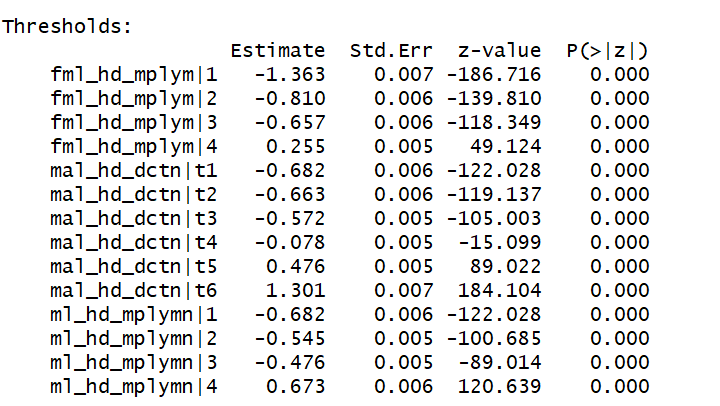 Thresholds:
                   Estimate  Std.Err  z-value  P(>|z|)
    fml_hd_mplym|1   -1.363    0.007 -186.716    0.000
    fml_hd_mplym|2   -0.810    0.006 -139.810    0.000
    fml_hd_mplym|3   -0.657    0.006 -118.349    0.000
    fml_hd_mplym|4    0.255    0.005   49.124    0.000
    mal_hd_dctn|t1   -0.682    0.006 -122.028    0.000
    mal_hd_dctn|t2   -0.663    0.006 -119.137    0.000
    mal_hd_dctn|t3   -0.572    0.005 -105.003    0.000
    mal_hd_dctn|t4   -0.078    0.005  -15.099    0.000
    mal_hd_dctn|t5    0.476    0.005   89.022    0.000
    mal_hd_dctn|t6    1.301    0.007  184.104    0.000
    ml_hd_mplymn|1   -0.682    0.006 -122.028    0.000
    ml_hd_mplymn|2   -0.545    0.005 -100.685    0.000
    ml_hd_mplymn|3   -0.476    0.005  -89.014    0.000
    ml_hd_mplymn|4    0.673    0.006  120.639    0.000